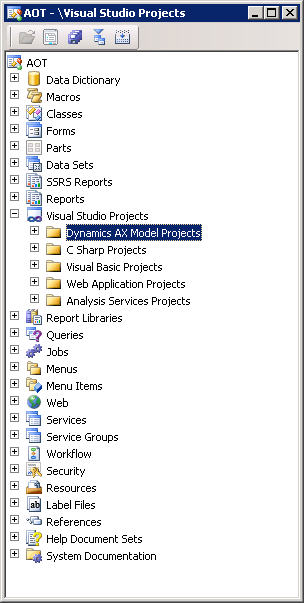 AOT - \Visual Studio Projects
AOT
Data Dictionary
Macros
Classes
Forms
Parts
Data Sets
SSRS Reports
Reports
Visual Studio Projects
Dynamics AX Model Projects
C Sharp Projects
Visual Basic Projects
Web Application Projects
Analysis Services Projects
Report Libraries
Queries
Jobs
Menus
Menu Items
Web
Services
Service Groups
Workflow
Security
Resources
Label Files
References
Help Document Sets
System Documentation